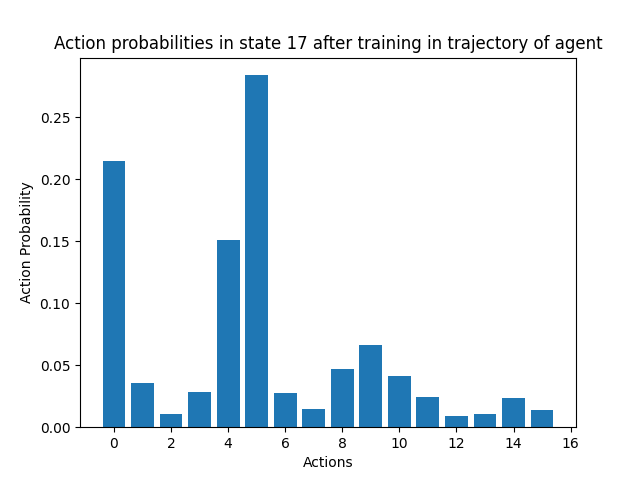 Action probabilities in state 17 after training in trajectory of agent
Action Probability
0.25
0.20
0.15
0.10
0.05
0.00
0 2 4 6 8 10 12 14 16
Actions